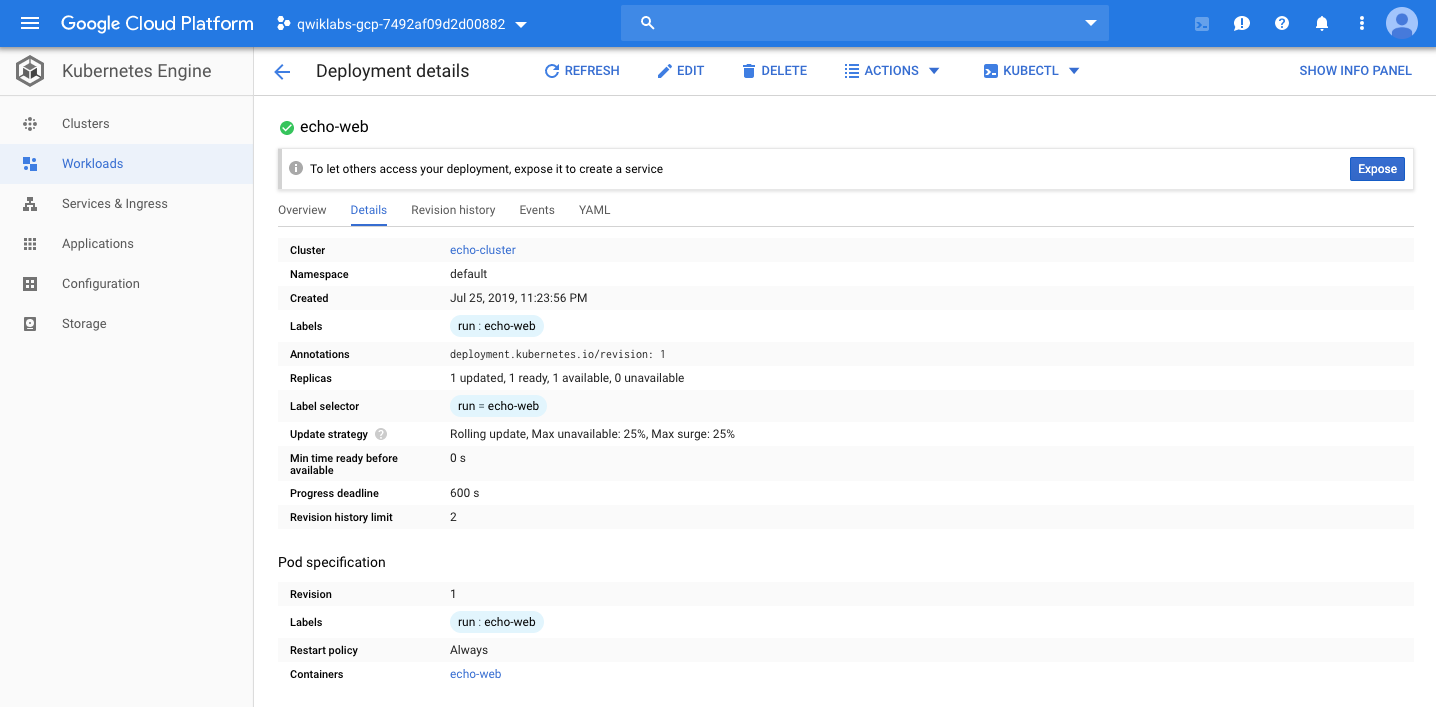 Google Cloud Platform qwiklabs-gcp-7492af09d2d00882
Kubernetes Engine
Deployment details REFRESH EDIT DELETE ACTIONS KUBECTL SHOW INFO PANEL
Clusters
Workloads
Services & Ingress
Applications
Configuration
Storage
echo-web
To let others access your deployment, expose it to create a service Expose
Overview Details Revision history Events YAML
Cluster echo-cluster
Namespace default
Created Jul 25, 2019, 11:23:56 PM
Labels run : echo-web
Annotations deployment.kubernetes.io/revision: 1
Replicas 1 updated, 1 ready, 1 available, 0 unavailable
Label selector run = echo-web
Update strategy Rolling update, Max unavailable: 25%, Max surge: 25%
Min time ready before 0 s
available
Progress deadline 600 s
Revision history limit 2
Pod specification
Revision 1
Labels run : echo-web
Restart policy Always
Containers echo-web